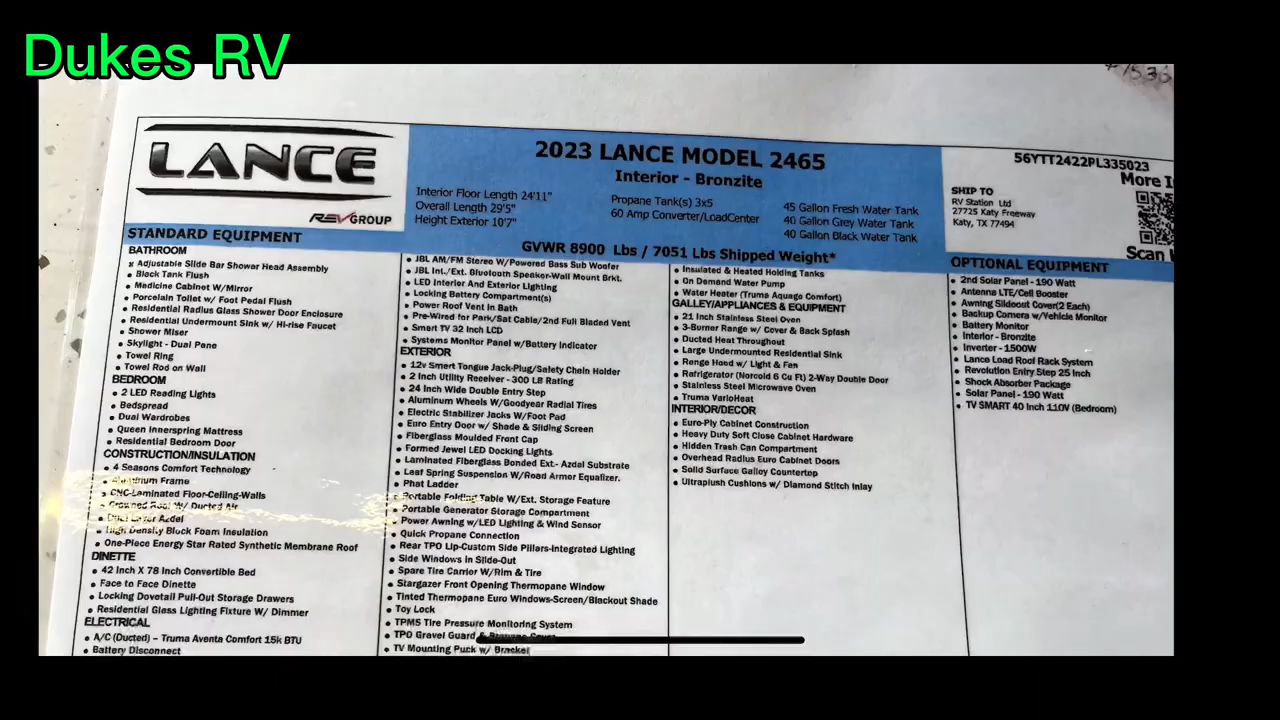 Dukes RV
LANCE
REV GROUP
2023 LANCE MODEL 2465
Interior - Bronzite
Interior Floor Length 24'11"
Overall Length 29'5"
Height Exterior 10'7"
Propane Tank(s) 3x5
60 Amp Converter/LoadCenter
45 Gallon Fresh Water Tank
40 Gallon Grey Water Tank
40 Gallon Black Water Tank
GVWR 8900 Lbs / 7051 Lbs Shipped Weight*
56YTT2422PL335023
More I
SHIP TO
RV Station Ltd
27725 Katy Freeway
Katy, TX 77494
Scan
STANDARD EQUIPMENT
BATHROOM
Adjustable Slide Bar Shower Head Assembly
Black Tank Flush
Medicine Cabinet W/Mirror
Porcelain Toilet w/ Foot Pedal Flush
Residential Radius Glass Shower Door Enclosure
Residential Undermount Sink w/ Hi-rise Faucet
Shower Miser
Skylight - Dual Pane
Towel Ring
Towel Rod on Wall
BEDROOM
2 LED Reading Lights
Bedspread
Dual Wardrobes
Queen Innerspring Mattress
Residential Bedroom Door
CONSTRUCTION/INSULATION
4 Seasons Comfort Technology
Aluminum Frame
CNC-Laminated Floor-Ceiling-Walls
Crowned Roof W/ Ducted Air
Dual Layer Azdel
High Density Block Foam Insulation
One-Piece Energy Star Rated Synthetic Membrane Roof
DINETTE
42 Inch X 78 Inch Convertible Bed
Face to Face Dinette
Locking Dovetail Pull-Out Storage Drawers
Residential Glass Lighting Fixture W/ Dimmer
ELECTRICAL
A/C (Ducted) – Truma Aventa Comfort 15k BTU
Battery Disconnect
JBL AM/FM Stereo W/Powered Bass Sub Woofer
JBL Int./Ext. Bluetooth Speaker-Wall Mount Brkt.
LED Interior And Exterior Lighting
Locking Battery Compartment(s)
Power Roof Vent in Bath
Pre-Wired for Park/Sat Cable/2nd Full Bladed Vent
Smart TV 32 Inch LCD
Systems Monitor Panel w/Battery Indicator
EXTERIOR
12v Smart Tongue Jack-Plug/Safety Chain Holder
2 Inch Utility Receiver - 300 LB Rating
24 Inch Wide Double Entry Step
Aluminum Wheels W/Goodyear Radial Tires
Electric Stabilizer Jacks W/Foot Pad
Euro Entry Door w/ Shade & Sliding Screen
Fiberglass Moulded Front Cap
Formed Jewel LED Docking Lights
Laminated Fiberglass Bonded Ext.- Azdel Substrate
Leaf Spring Suspension W/Road Armor Equalizer.
Phat Ladder
Portable Folding Table W/Ext. Storage Feature
Portable Generator Storage Compartment
Power Awning w/LED Lighting & Wind Sensor
Quick Propane Connection
Rear TPO Lip-Custom Side Pillars-Integrated Lighting
Side Windows in Slide-Out
Spare Tire Carrier W/Rim & Tire
Stargazer Front Opening Thermopane Window
Tinted Thermopane Euro Windows-Screen/Blackout Shade
Toy Lock
TPMS Tire Pressure Monitoring System
TPO Gravel Guard & Propane Cover
TV Mounting Puck w/ Bracket
Insulated & Heated Holding Tanks
On Demand Water Pump
Water Heater (Truma Aquago Comfort)
GALLEY/APPLIANCES & EQUIPMENT
21 Inch Stainless Steel Oven
3-Burner Range w/ Cover & Back Splash
Ducted Heat Throughout
Large Undermounted Residential Sink
Range Hood w/ Light & Fan
Refrigerator (Norcold 6 Cu Ft) 2-Way Double Door
Stainless Steel Microwave Oven
Truma VarioHeat
INTERIOR/DECOR
Euro-Ply Cabinet Construction
Heavy Duty Soft Close Cabinet Hardware
Hidden Trash Can Compartment
Overhead Radius Euro Cabinet Doors
Solid Surface Galley Countertop
Ultraplush Cushions w/ Diamond Stitch Inlay
OPTIONAL EQUIPMENT
2nd Solar Panel - 190 Watt
Antenna LTE/Cell Booster
Awning Slideout Cover(2 Each)
Backup Camera w/Vehicle Monitor
Battery Monitor
Interior - Bronzite
Inverter - 1500W
Lance Load Roof Rack System
Revolution Entry Step 25 Inch
Shock Absorber Package
Solar Panel - 190 Watt
TV SMART 40 Inch 110V (Bedroom)